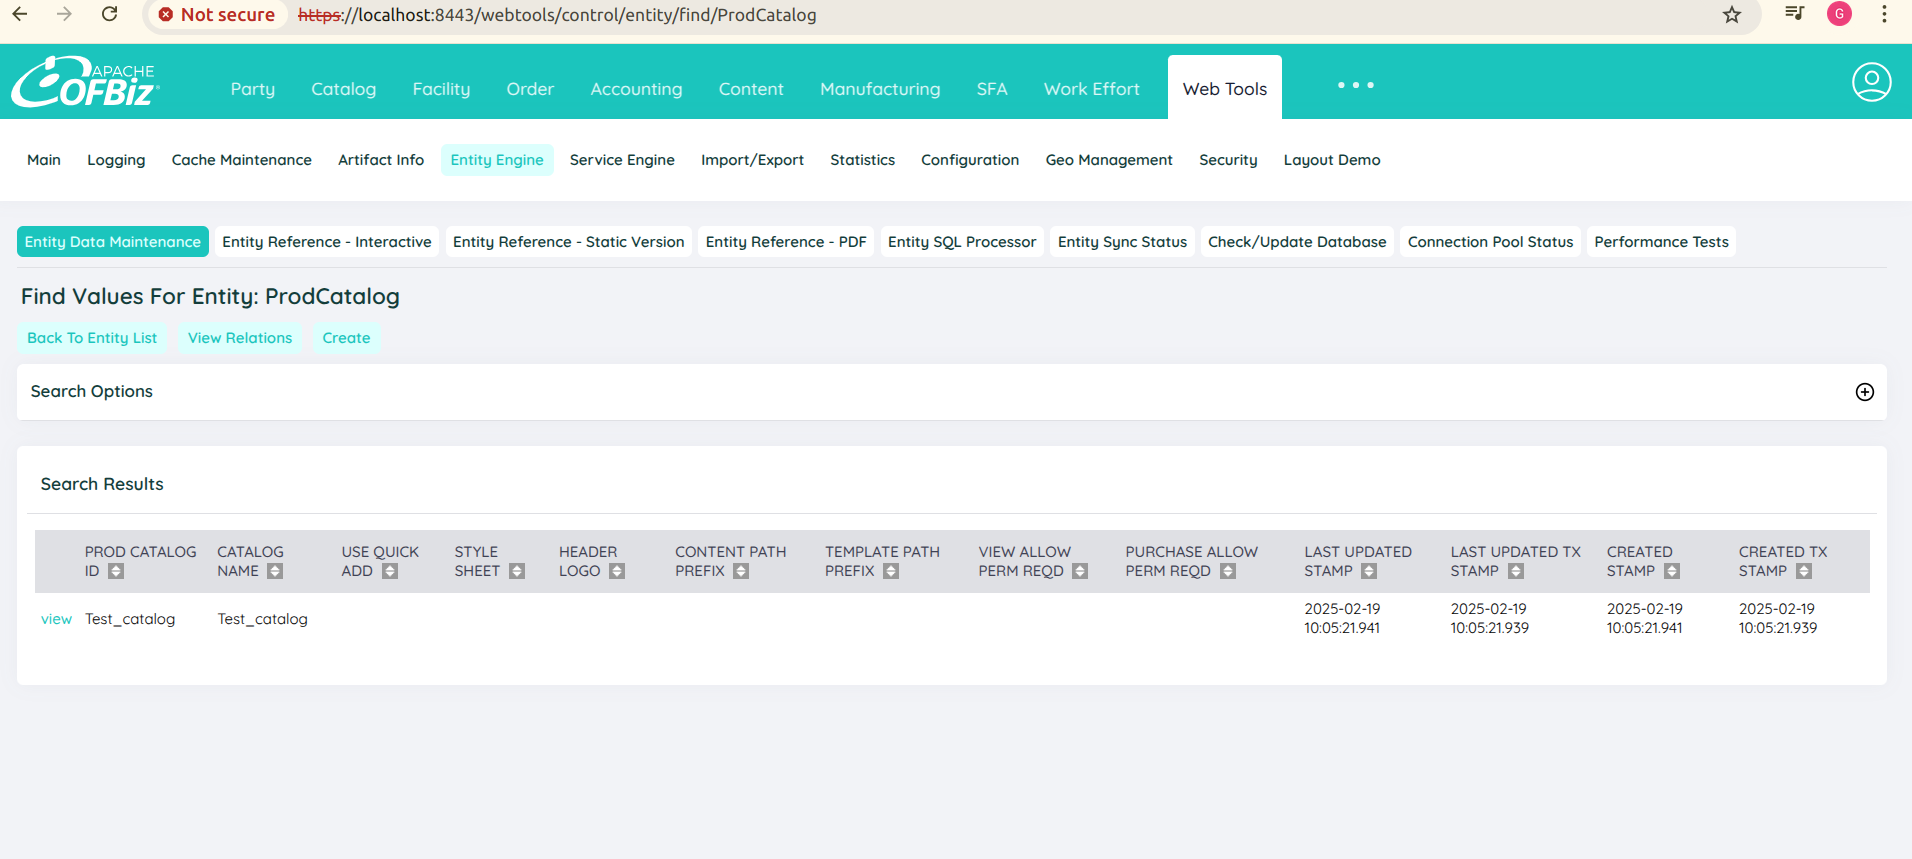 Not secure https://localhost:8443/webtools/control/entity/find/ProdCatalog G
APACHE
OFBiz
Party Catalog Facility Order Accounting Content Manufacturing SFA Work Effort Web Tools
Main Logging Cache Maintenance Artifact Info Entity Engine Service Engine Import/Export Statistics Configuration Geo Management Security Layout Demo
Entity Data Maintenance Entity Reference - Interactive Entity Reference - Static Version Entity Reference - PDF Entity SQL Processor Entity Sync Status Check/Update Database Connection Pool Status Performance Tests
Find Values For Entity: ProdCatalog
Back To Entity List View Relations Create
Search Options
Search Results
PROD CATALOG CATALOG USE QUICK STYLE HEADER CONTENT PATH TEMPLATE PATH VIEW ALLOW PURCHASE ALLOW LAST UPDATED LAST UPDATED TX CREATED CREATED TX
ID NAME ADD SHEET LOGO PREFIX PREFIX PERM REQD PERM REQD STAMP STAMP STAMP STAMP
view Test_catalog Test_catalog
2025-02-19 2025-02-19 2025-02-19 2025-02-19
10:05:21.941 10:05:21.939 10:05:21.941 10:05:21.939